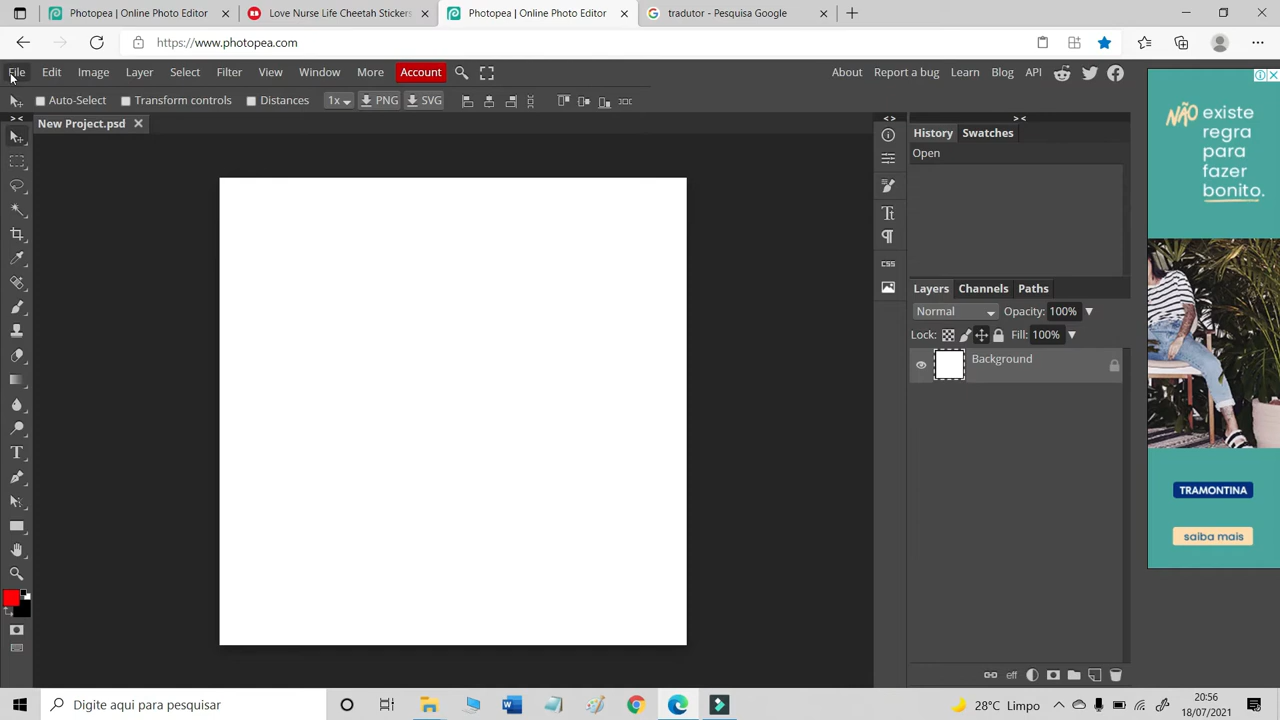 Photopea | Online Photo Editor
Love Nurse Life Cheetah Stickers
Photopea | Online Photo Editor
tradutor - Pesquisa Google
https://www.photopea.com
File Edit Image Layer Select Filter View Window More Account
About Report a bug Learn Blog API
Auto-Select Transform controls Distances 1x PNG SVG
New Project.psd
History Swatches
Open
CSS
Layers Channels Paths
Normal Opacity: 100%
Lock: Fill: 100%
Background
eff
NÃO existe
regra
para
fazer
bonito.
TRAMONTINA
saiba mais
Digite aqui para pesquisar
28°C Limpo
20:56
18/07/2021